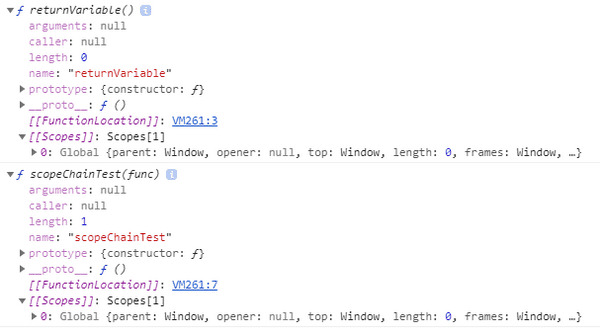 ▼ƒ returnVariable() i
arguments: null
caller: null
length: 0
name: "returnVariable"
▶prototype: {constructor: ƒ}
▶__proto__: ƒ ()
[[FunctionLocation]]: VM261:3
▼[[Scopes]]: Scopes[1]
▶0: Global {parent: Window, opener: null, top: Window, length: 0, frames: Window, …}
▼ƒ scopeChainTest(func) i
arguments: null
caller: null
length: 1
name: "scopeChainTest"
▶prototype: {constructor: ƒ}
▶__proto__: ƒ ()
[[FunctionLocation]]: VM261:7
▼[[Scopes]]: Scopes[1]
▶0: Global {parent: Window, opener: null, top: Window, length: 0, frames: Window, …}